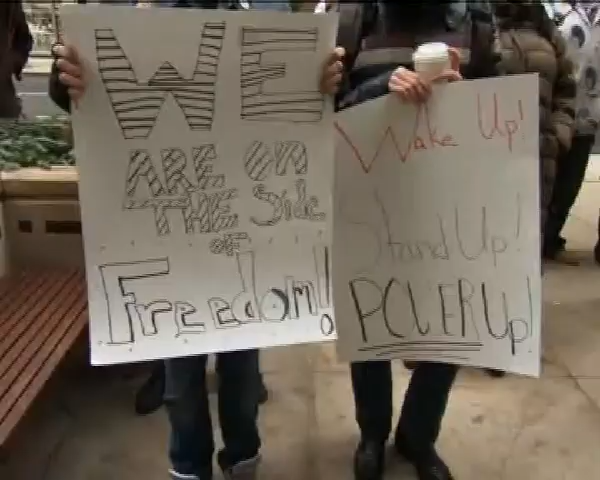 WE
ARE ON
THE Side
OF
Freedom!
Wake Up!
Stand Up!
POWER Up!